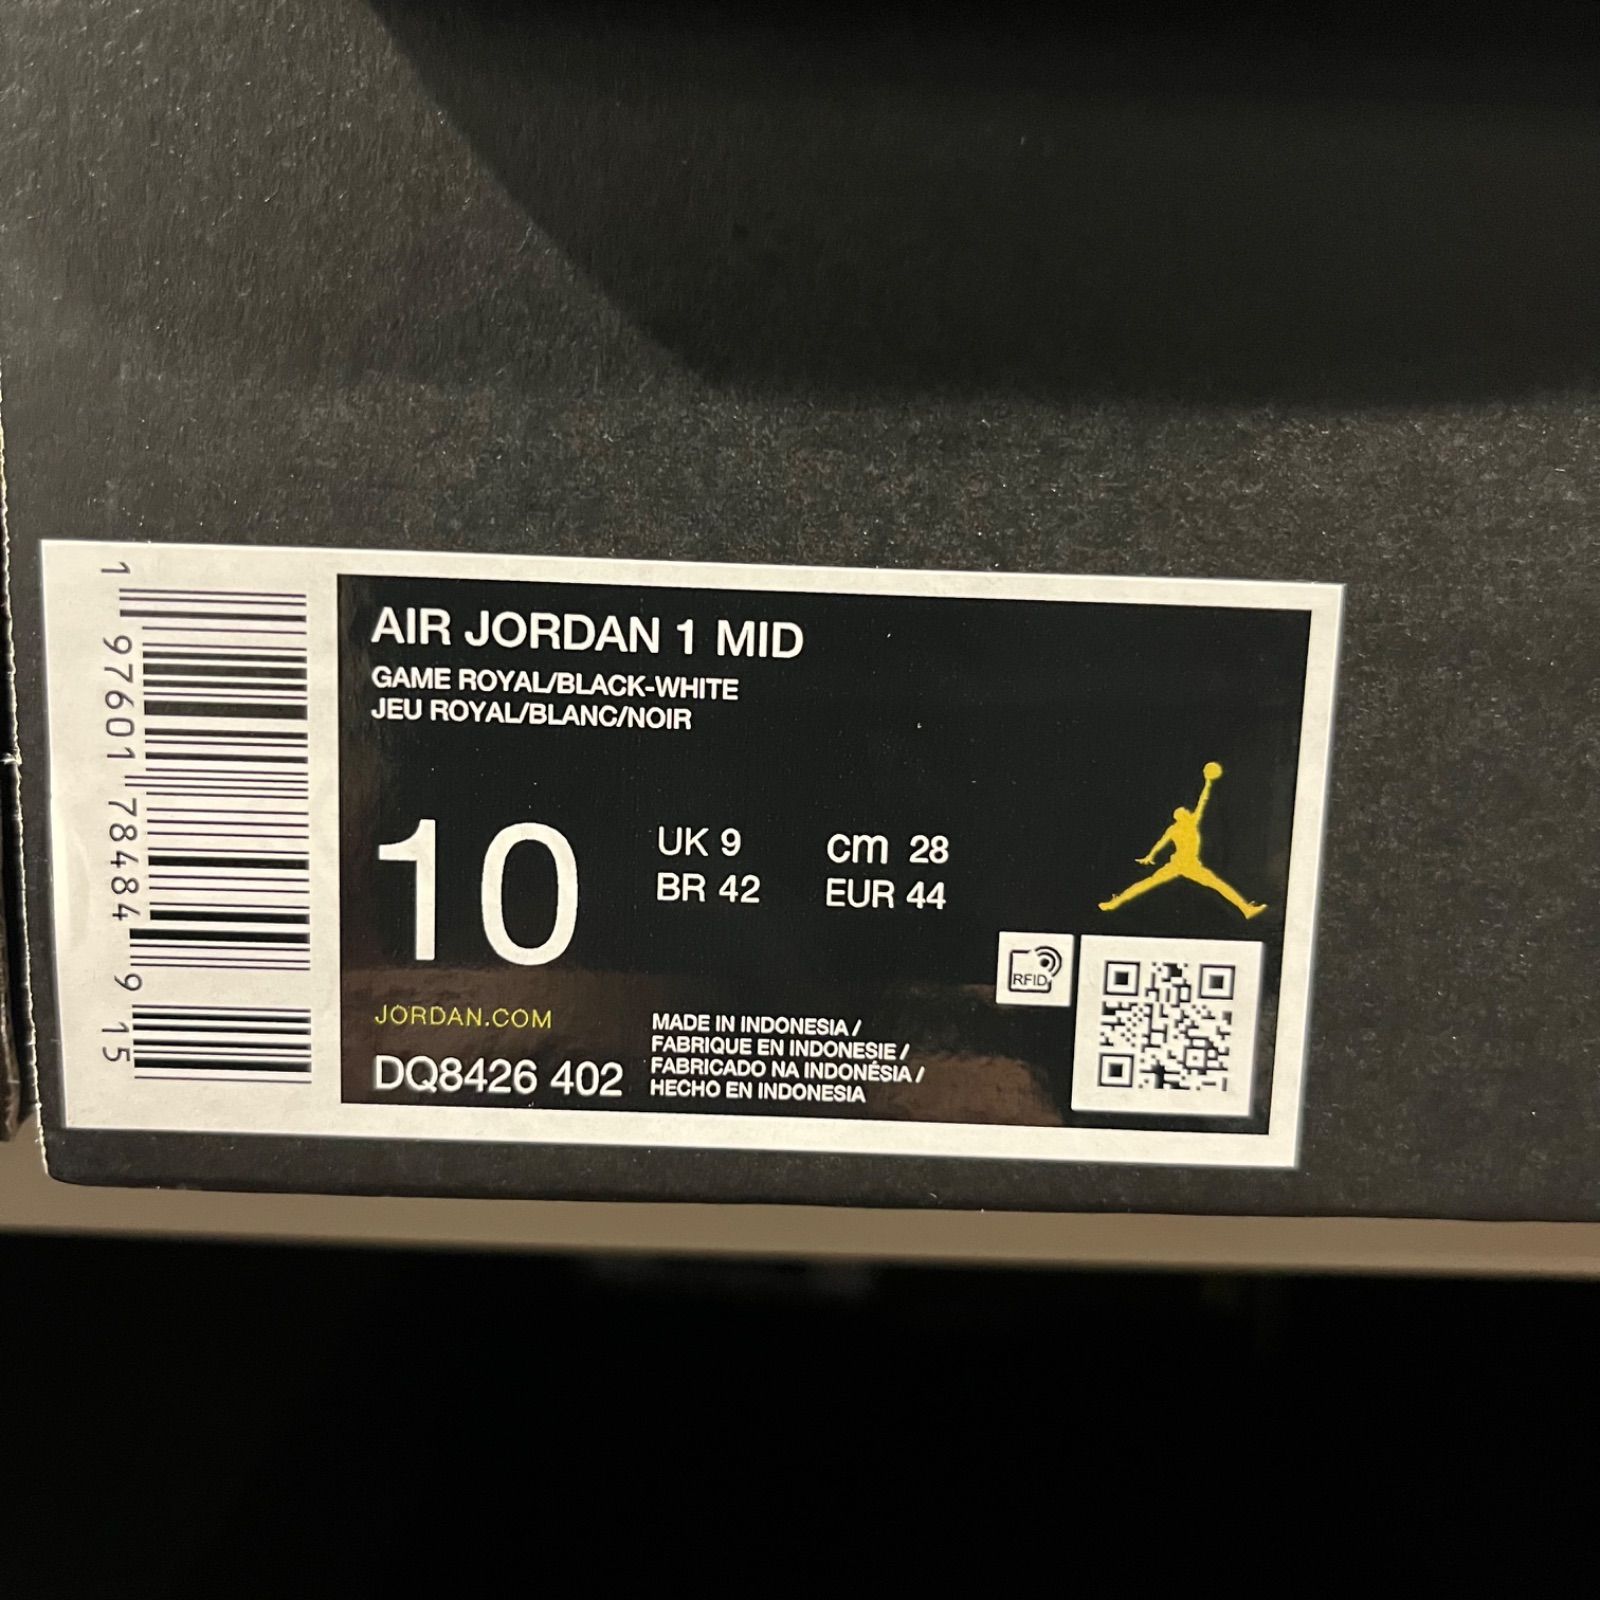 AIR JORDAN 1 MID
GAME ROYAL/BLACK-WHITE
JEU ROYAL/BLANC/NOIR
10
UK 9
BR 42
cm 28
EUR 44
RFID
JORDAN.COM
DQ8426 402
MADE IN INDONESIA /
FABRIQUE EN INDONESIE /
FABRICADO NA INDONÉSIA /
HECHO EN INDONESIA
1 97601 78484 9 15